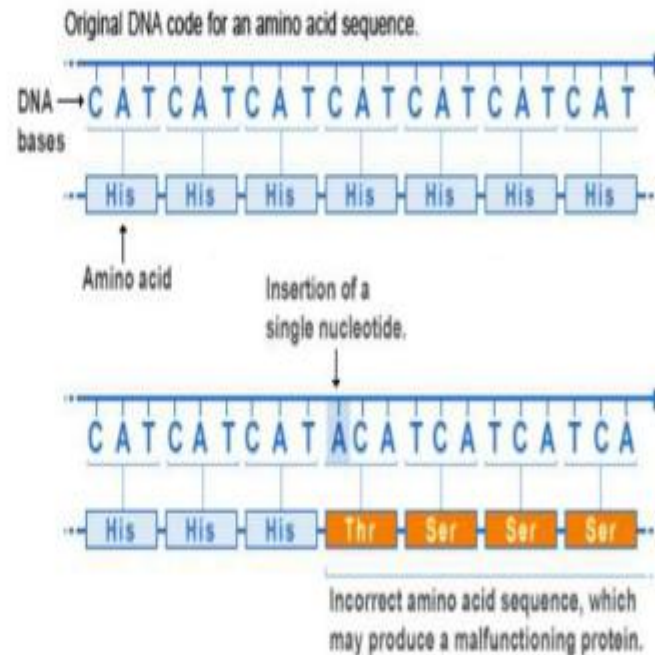 Original DNA code for an amino acid sequence.
DNA bases
C A T C A T C A T C A T C A T C A T C A T
His His His His His His His
Amino acid
Insertion of a
single nucleotide.
C A T C A T C A T A C A T C A T C A T C A
His His His Thr Ser Ser Ser
Incorrect amino acid sequence, which
may produce a malfunctioning protein.